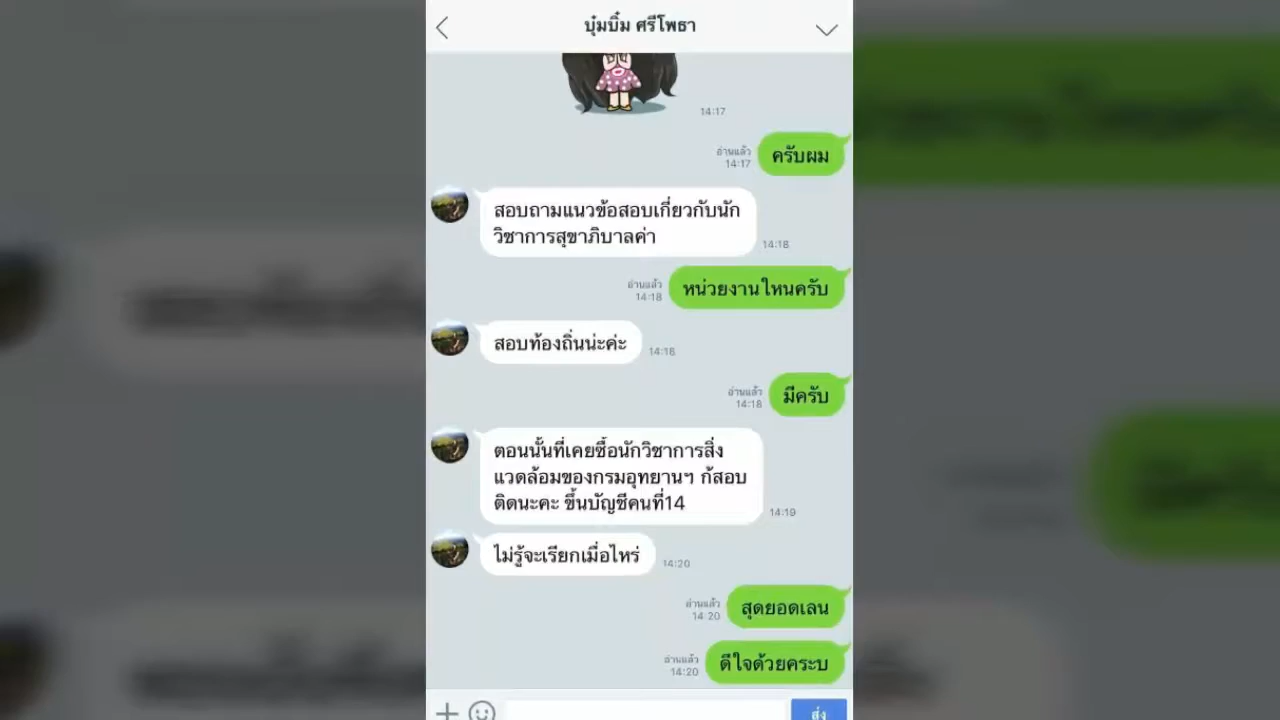 บุ๋มบิ๋ม ศรีโพธา
14:17
ครับผม
อ่านแล้ว
14:17
สอบถามแนวข้อสอบเกี่ยวกับนัก
วิชาการสุขาภิบาลค่า
14:18
หน่วยงานใหนครับ
อ่านแล้ว
14:18
สอบท้องถิ่นน่ะค่ะ
14:18
มีครับ
อ่านแล้ว
14:18
ตอนนั้นที่เคยซื้อนักวิชาการสิ่ง
แวดล้อมของกรมอุทยานฯ ก้สอบ
ติดนะคะ ขึ้นบัญชีคนที่14
14:19
ไม่รู้จะเรียกเมื่อไหร่
14:20
สุดยอดเลน
อ่านแล้ว
14:20
ดีใจด้วยคระบ
อ่านแล้ว
14:20
ส่ง